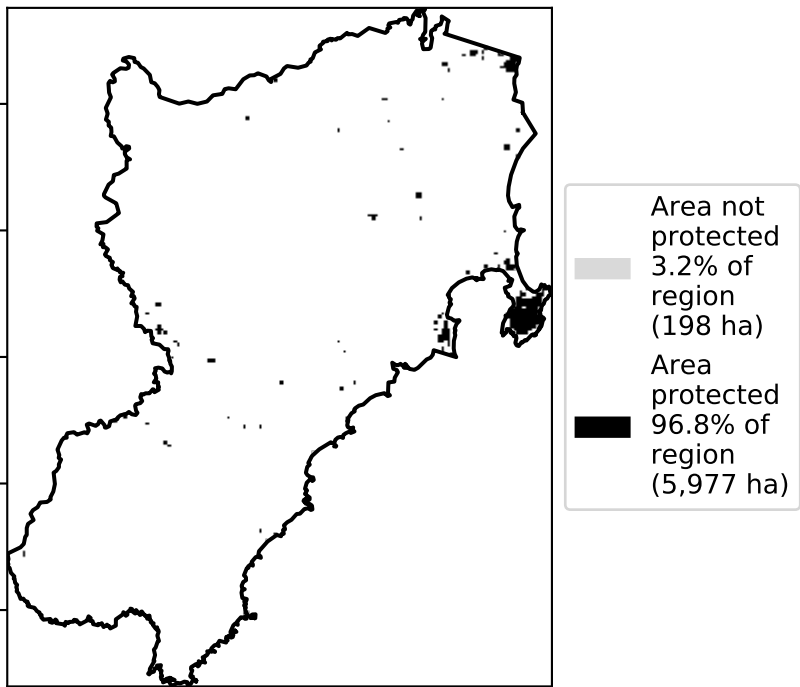 Area not
protected
3.2% of
region
(198 ha)
Area
protected
96.8% of
region
(5,977 ha)